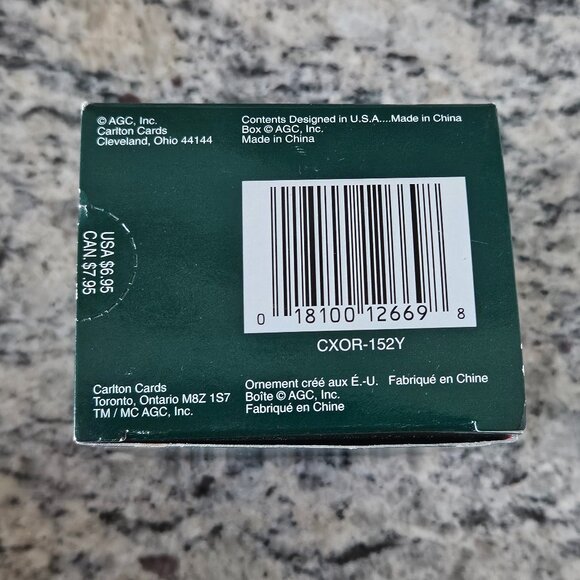 © AGC, Inc.
Carlton Cards
Cleveland, Ohio 44144
Contents Designed in U.S.A....Made in China
Box © AGC, Inc.
Made in China
USA $6.95
CAN. $7.95
0 18100 12669 8
CXOR-152Y
Carlton Cards
Toronto, Ontario M8Z 1S7
TM / MC AGC, Inc.
Ornement créé aux É.-U. Fabriqué en Chine
Boîte © AGC, Inc.
Fabriqué en Chine